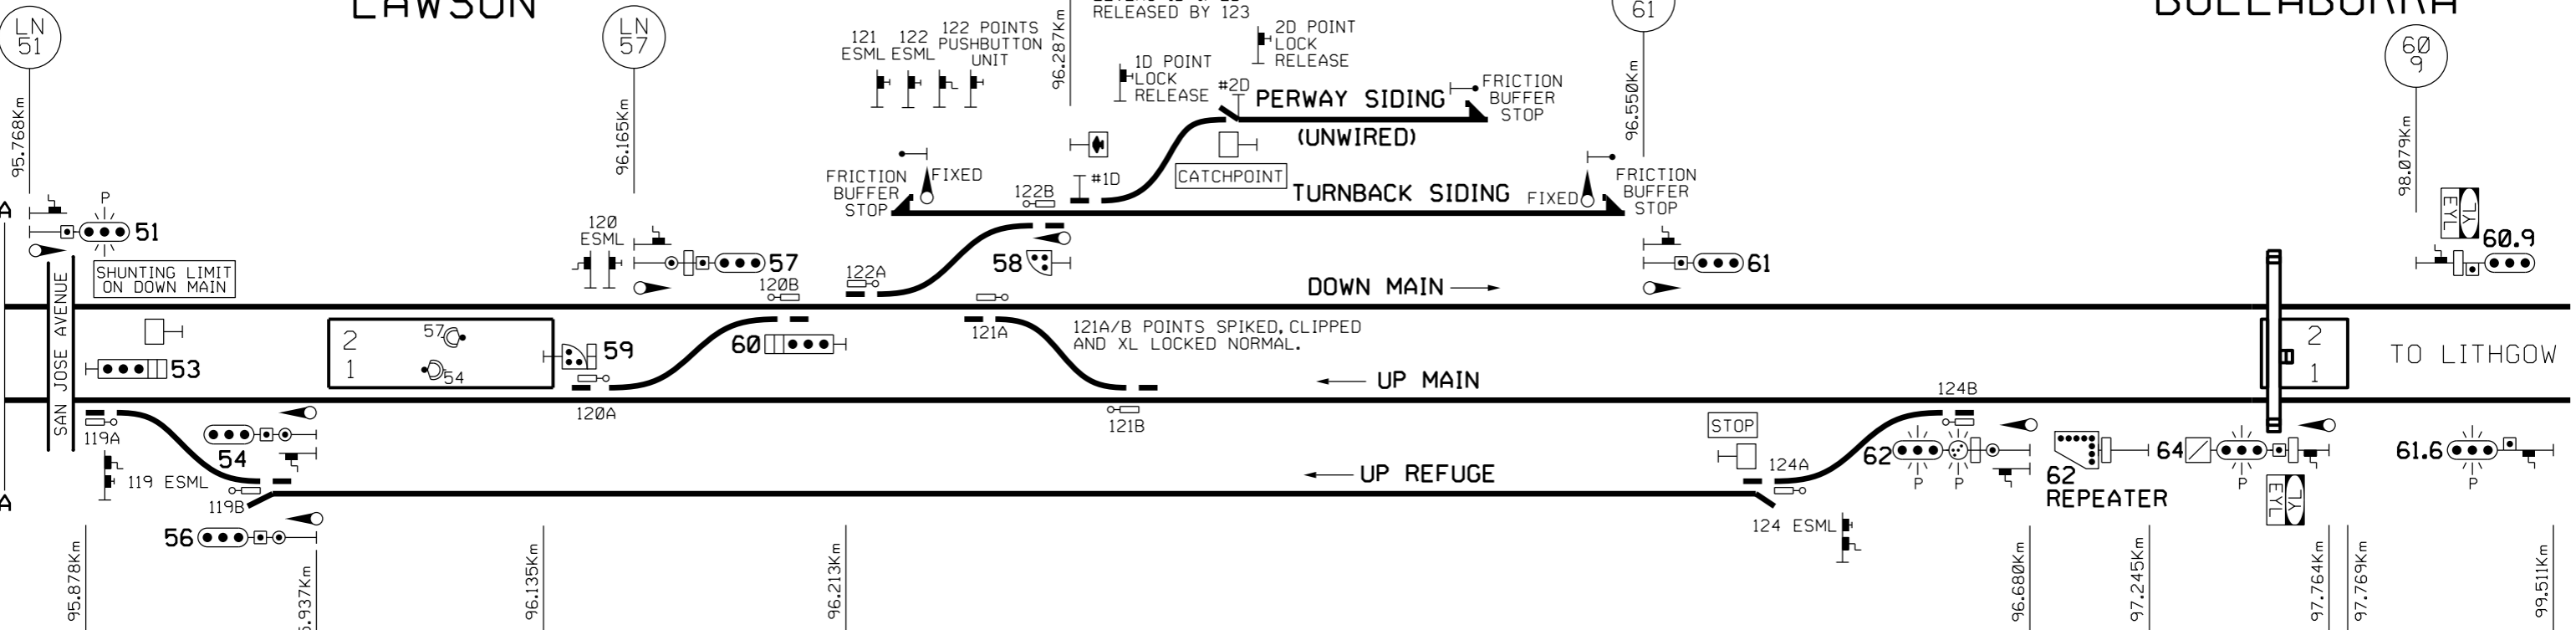 LAWSON
LN
51
95.768Km
LN
57
96.165Km
121
ESML
122
ESML
122 POINTS
PUSHBUTTON
UNIT
96.287Km
RELEASED BY 123
1D POINT
LOCK
RELEASE
2D POINT
LOCK
RELEASE
#2D
PERWAY SIDING
(UNWIRED)
FRICTION
BUFFER
STOP
61
96.550Km
BULLABURRA
60
9
98.079Km
A
P
51
SHUNTING LIMIT
ON DOWN MAIN
120
ESML
57
120B
122A
FRICTION
BUFFER
STOP
FIXED
122B
#1D
CATCHPOINT
TURNBACK SIDING
FIXED
FRICTION
BUFFER
STOP
58
61
DOWN MAIN
YL
EYL
60.9
SAN JOSE AVENUE
53
2
1
57
54
59
60
121A
121A/B POINTS SPIKED, CLIPPED
AND XL LOCKED NORMAL.
UP MAIN
2
1
TO LITHGOW
119A
54
120A
121B
124B
STOP
124A
119 ESML
119B
UP REFUGE
62
P
P
62
REPEATER
64
P
YL
EYL
61.6
P
A
56
124 ESML
95.878Km
5.937Km
96.135Km
96.213Km
96.680Km
97.245Km
97.764Km
97.769Km
99.511Km